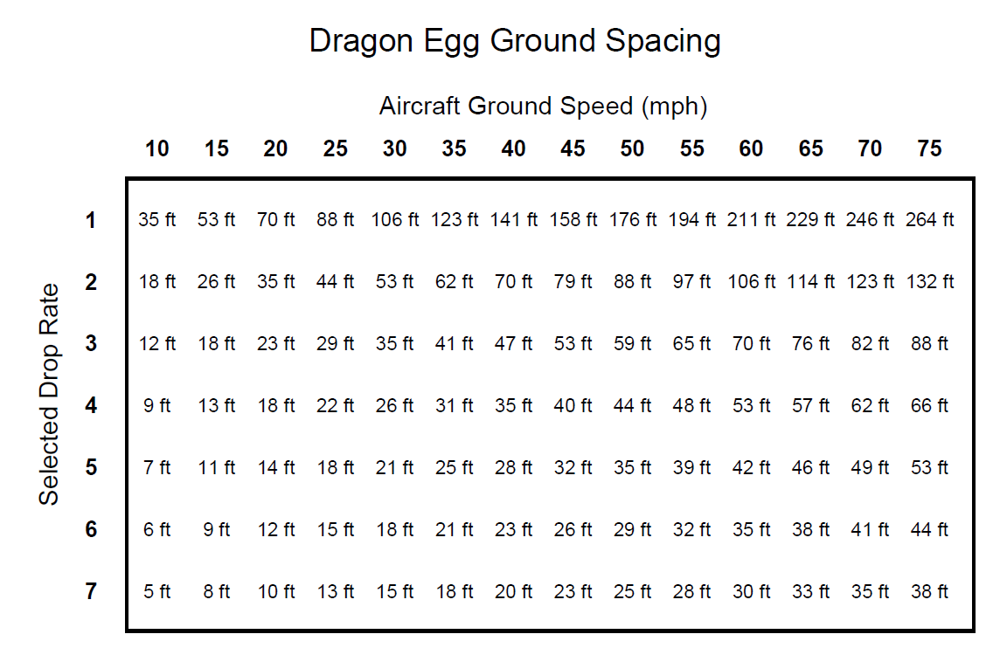 Dragon Egg Ground Spacing
Aircraft Ground Speed (mph)
10 15 20 25 30 35 40 45 50 55 60 65 70 75
Selected Drop Rate
1 35 ft 53 ft 70 ft 88 ft 106 ft 123 ft 141 ft 158 ft 176 ft 194 ft 211 ft 229 ft 246 ft 264 ft
2 18 ft 26 ft 35 ft 44 ft 53 ft 62 ft 70 ft 79 ft 88 ft 97 ft 106 ft 114 ft 123 ft 132 ft
3 12 ft 18 ft 23 ft 29 ft 35 ft 41 ft 47 ft 53 ft 59 ft 65 ft 70 ft 76 ft 82 ft 88 ft
4 9 ft 13 ft 18 ft 22 ft 26 ft 31 ft 35 ft 40 ft 44 ft 48 ft 53 ft 57 ft 62 ft 66 ft
5 7 ft 11 ft 14 ft 18 ft 21 ft 25 ft 28 ft 32 ft 35 ft 39 ft 42 ft 46 ft 49 ft 53 ft
6 6 ft 9 ft 12 ft 15 ft 18 ft 21 ft 23 ft 26 ft 29 ft 32 ft 35 ft 38 ft 41 ft 44 ft
7 5 ft 8 ft 10 ft 13 ft 15 ft 18 ft 20 ft 23 ft 25 ft 28 ft 30 ft 33 ft 35 ft 38 ft